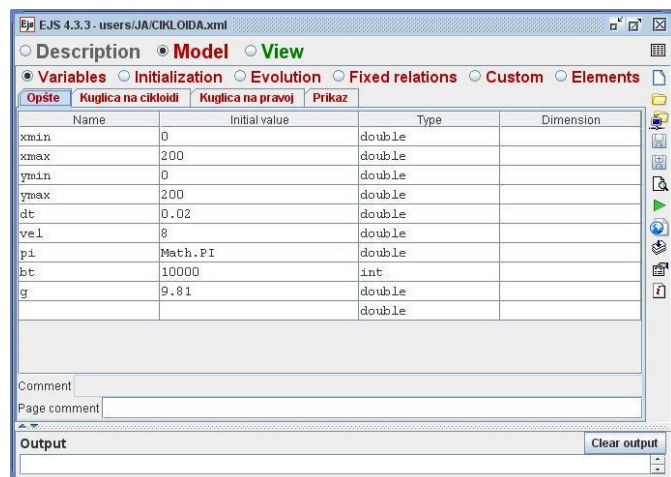 Ejs EJS 4.3.3 - users/JA/CIKLOIDA.xml
Description Model View
Variables Initialization Evolution Fixed relations Custom Elements
Opšte Kuglica na cikloidi Kuglica na pravoj Prikaz
Name Initial value Type Dimension
xmin 0 double
xmax 200 double
ymin 0 double
ymax 200 double
dt 0.02 double
vel 8 double
pi Math.PI double
bt 10000 int
g 9.81 double
double
Comment
Page comment
Output Clear output